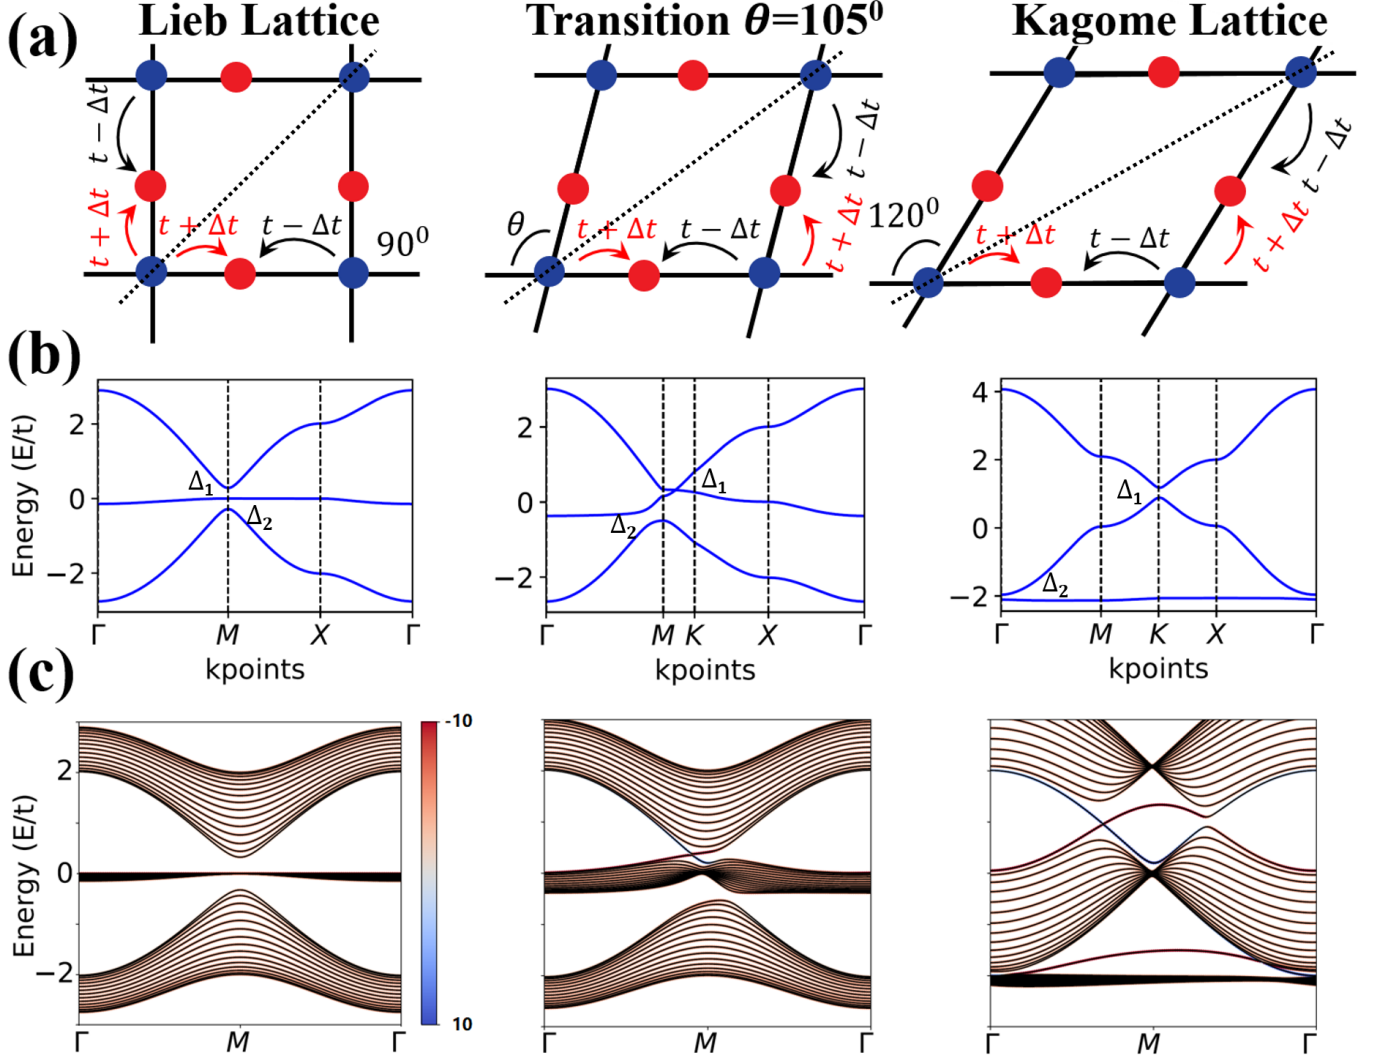 (a)
Lieb Lattice
Transition θ=105⁰
Kagome Lattice
t − Δt
t + Δt
t + Δt
t − Δt
90⁰
θ
t + Δt
t − Δt
t − Δt
t + Δt
120⁰
t + Δt
t − Δt
t − Δt
t + Δt
(b)
Energy (E/t)
2
0
−2
Δ₁
Δ₂
Γ
M
X
Γ
kpoints
2
0
−2
Δ₁
Δ₂
Γ
M
K
X
Γ
kpoints
4
2
0
−2
Δ₁
Δ₂
Γ
M
K
X
Γ
kpoints
(c)
Energy (E/t)
2
0
−2
Γ
M
Γ
-10
10
Γ
M
Γ
Γ
M
Γ